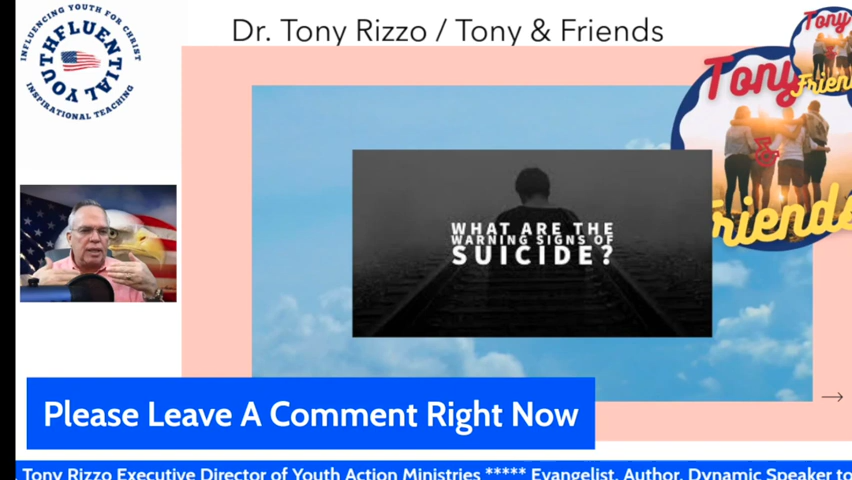 INFLUENCING YOUTH FOR CHRIST
YOUTHFLUENTIAL
INSPIRATIONAL TEACHING
Dr. Tony Rizzo / Tony & Friends
Tony
Friend
Tony
&
Friends
WHAT ARE THE
WARNING SIGNS OF
SUICIDE?
Please Leave A Comment Right Now
Tony Rizzo Executive Director of Youth Action Ministries ***** Evangelist, Author, Dynamic Speaker to